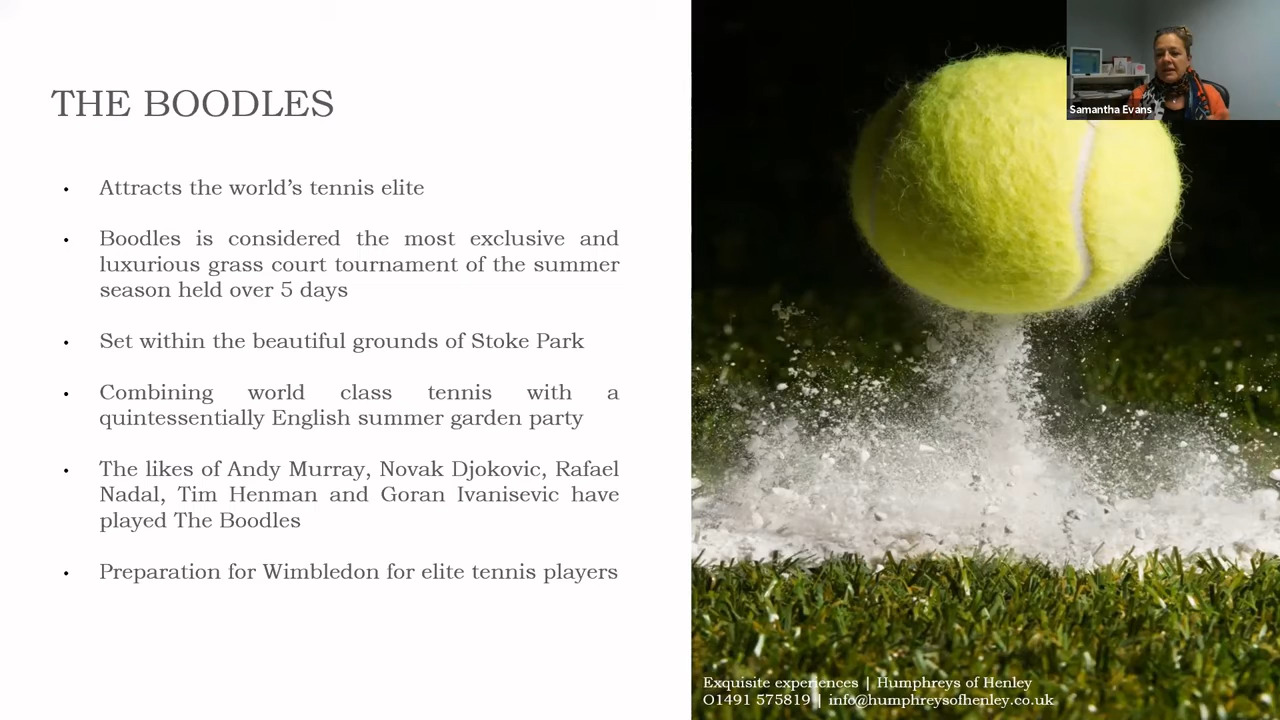 THE BOODLES
Attracts the world’s tennis elite
Boodles is considered the most exclusive and
luxurious grass court tournament of the summer
season held over 5 days
Set within the beautiful grounds of Stoke Park
Combining world class tennis with a
quintessentially English summer garden party
The likes of Andy Murray, Novak Djokovic, Rafael
Nadal, Tim Henman and Goran Ivanisevic have
played The Boodles
Preparation for Wimbledon for elite tennis players
Samantha Evans
Exquisite experiences | Humphreys of Henley
01491 575819 | info@humphreysofhenley.co.uk